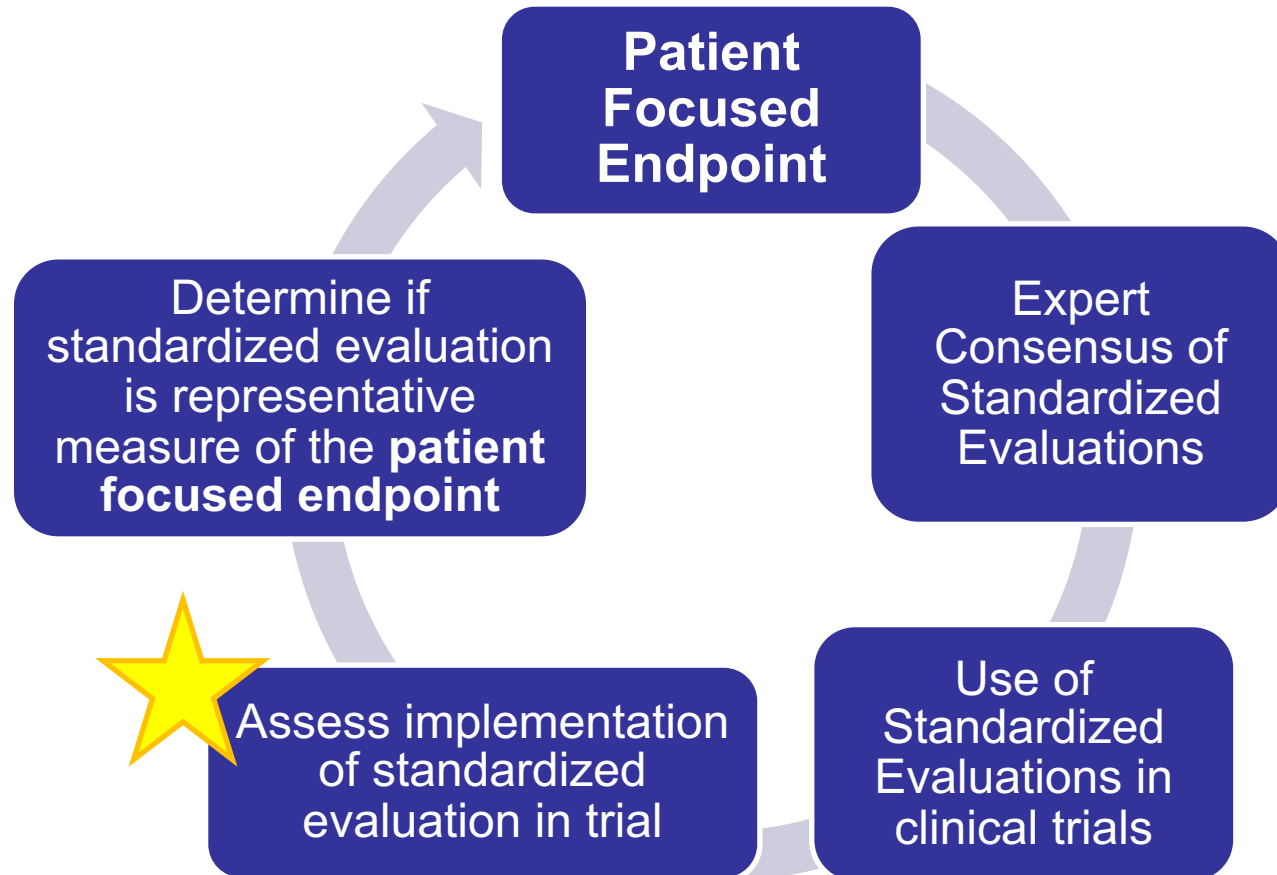 Patient
Focused
Endpoint
Expert
Consensus of
Standardized
Evaluations
Use of
Standardized
Evaluations in
clinical trials
Assess implementation
of standardized
evaluation in trial
Determine if
standardized evaluation
is representative
measure of the patient
focused endpoint